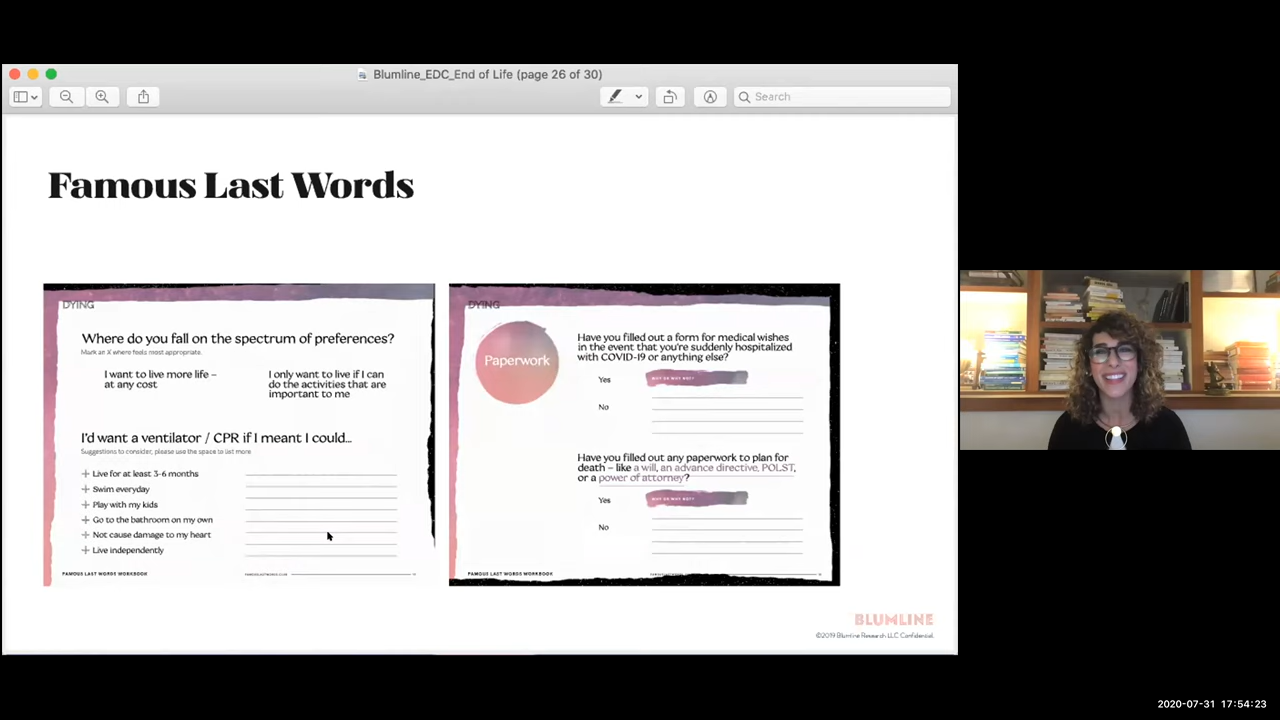 Blumline_EDC_End of Life (page 26 of 30)
Search
Famous Last Words
DYING
Where do you fall on the spectrum of preferences?
Mark an X where feels most appropriate.
I want to live more life –
at any cost
I only want to live if I can
do the activities that are
important to me
I'd want a ventilator / CPR if I meant I could...
Suggestions to consider, please use the space to list more
Live for at least 3-6 months
Swim everyday
Play with my kids
Go to the bathroom on my own
Not cause damage to my heart
Live independently
FAMOUS LAST WORDS WORKBOOK
DYING
Paperwork
Have you filled out a form for medical wishes
in the event that you're suddenly hospitalized
with COVID-19 or anything else?
Yes
WHY OR WHY NOT?
No
Have you filled out any paperwork to plan for
death – like a will, an advance directive, POLST,
or a power of attorney?
Yes
WHY OR WHY NOT?
No
FAMOUS LAST WORDS WORKBOOK
BLUMLINE
©2019 Blumline Research LLC Confidential.
2020-07-31 17:54:23